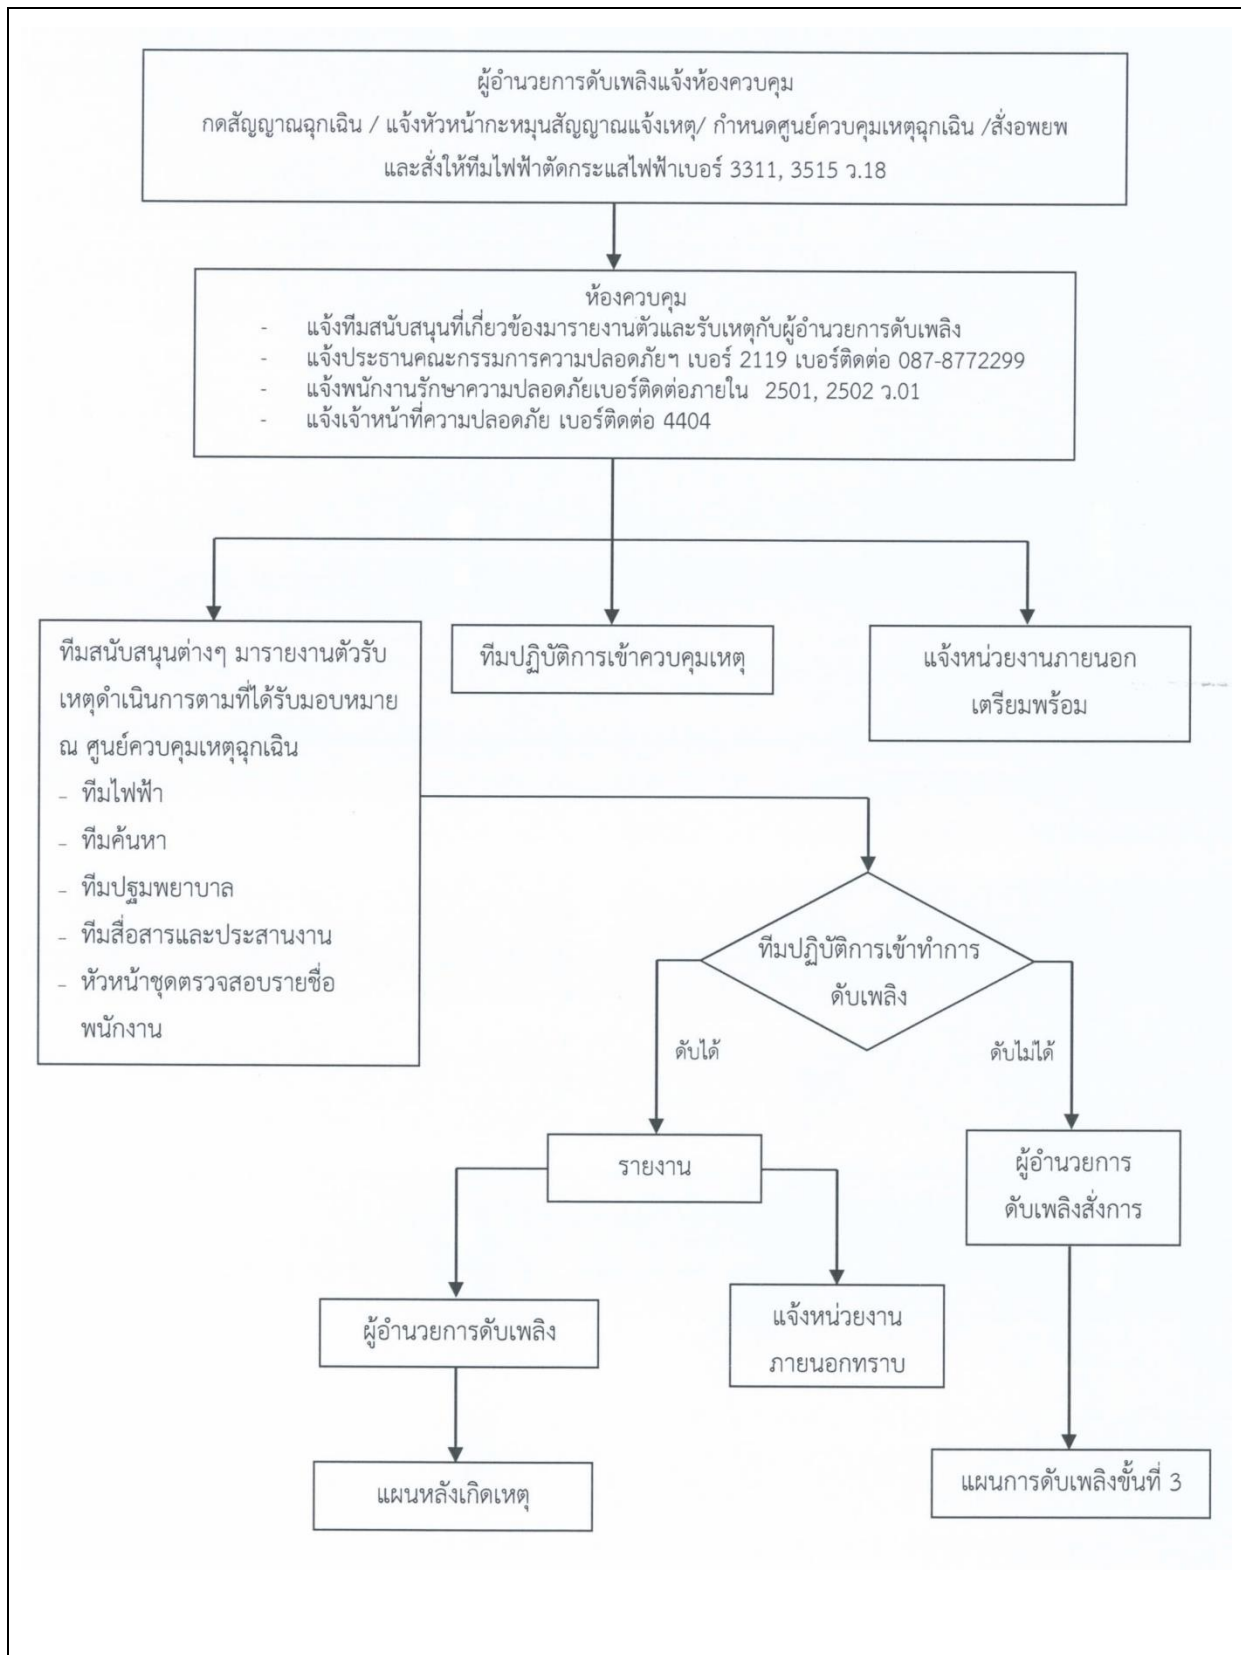 ผู้อำนวยการดับเพลิงแจ้งห้องควบคุม
กดสัญญาณฉุกเฉิน / แจ้งหัวหน้ากะหมุนสัญญาณแจ้งเหตุ/ กำหนดศูนย์ควบคุมเหตุฉุกเฉิน /สั่งอพยพ
และสั่งให้ทีมไฟฟ้าตัดกระแสไฟฟ้าเบอร์ 3311, 3515 ว.18
ห้องควบคุม
- แจ้งทีมสนับสนุนที่เกี่ยวข้องมารายงานตัวและรับเหตุกับผู้อำนวยการดับเพลิง
- แจ้งประธานคณะกรรมการความปลอดภัยฯ เบอร์ 2119 เบอร์ติดต่อ 087-8772299
- แจ้งพนักงานรักษาความปลอดภัยเบอร์ติดต่อภายใน 2501, 2502 ว.01
- แจ้งเจ้าหน้าที่ความปลอดภัย เบอร์ติดต่อ 4404
ทีมสนับสนุนต่างๆ มารายงานตัวรับ
เหตุดำเนินการตามที่ได้รับมอบหมาย
ณ ศูนย์ควบคุมเหตุฉุกเฉิน
- ทีมไฟฟ้า
- ทีมค้นหา
- ทีมปฐมพยาบาล
- ทีมสื่อสารและประสานงาน
- หัวหน้าชุดตรวจสอบรายชื่อ
พนักงาน
ทีมปฏิบัติการเข้าควบคุมเหตุ
แจ้งหน่วยงานภายนอก
เตรียมพร้อม
ทีมปฏิบัติการเข้าทำการ
ดับเพลิง
ดับได้
ดับไม่ได้
รายงาน
ผู้อำนวยการ
ดับเพลิงสั่งการ
ผู้อำนวยการดับเพลิง
แจ้งหน่วยงาน
ภายนอกทราบ
แผนหลังเกิดเหตุ
แผนการดับเพลิงขั้นที่ 3